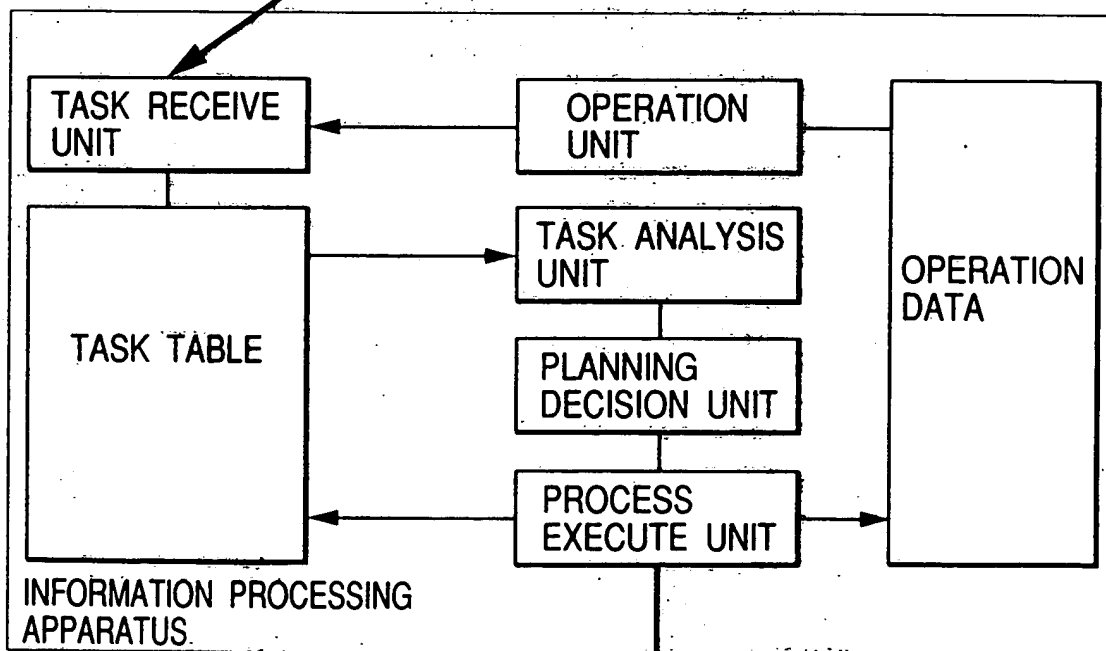 TASK RECEIVE
UNIT
OPERATION
UNIT
TASK ANALYSIS
UNIT
OPERATION
DATA
TASK TABLE
PLANNING
DECISION UNIT
PROCESS
EXECUTE UNIT
INFORMATION PROCESSING
APPARATUS